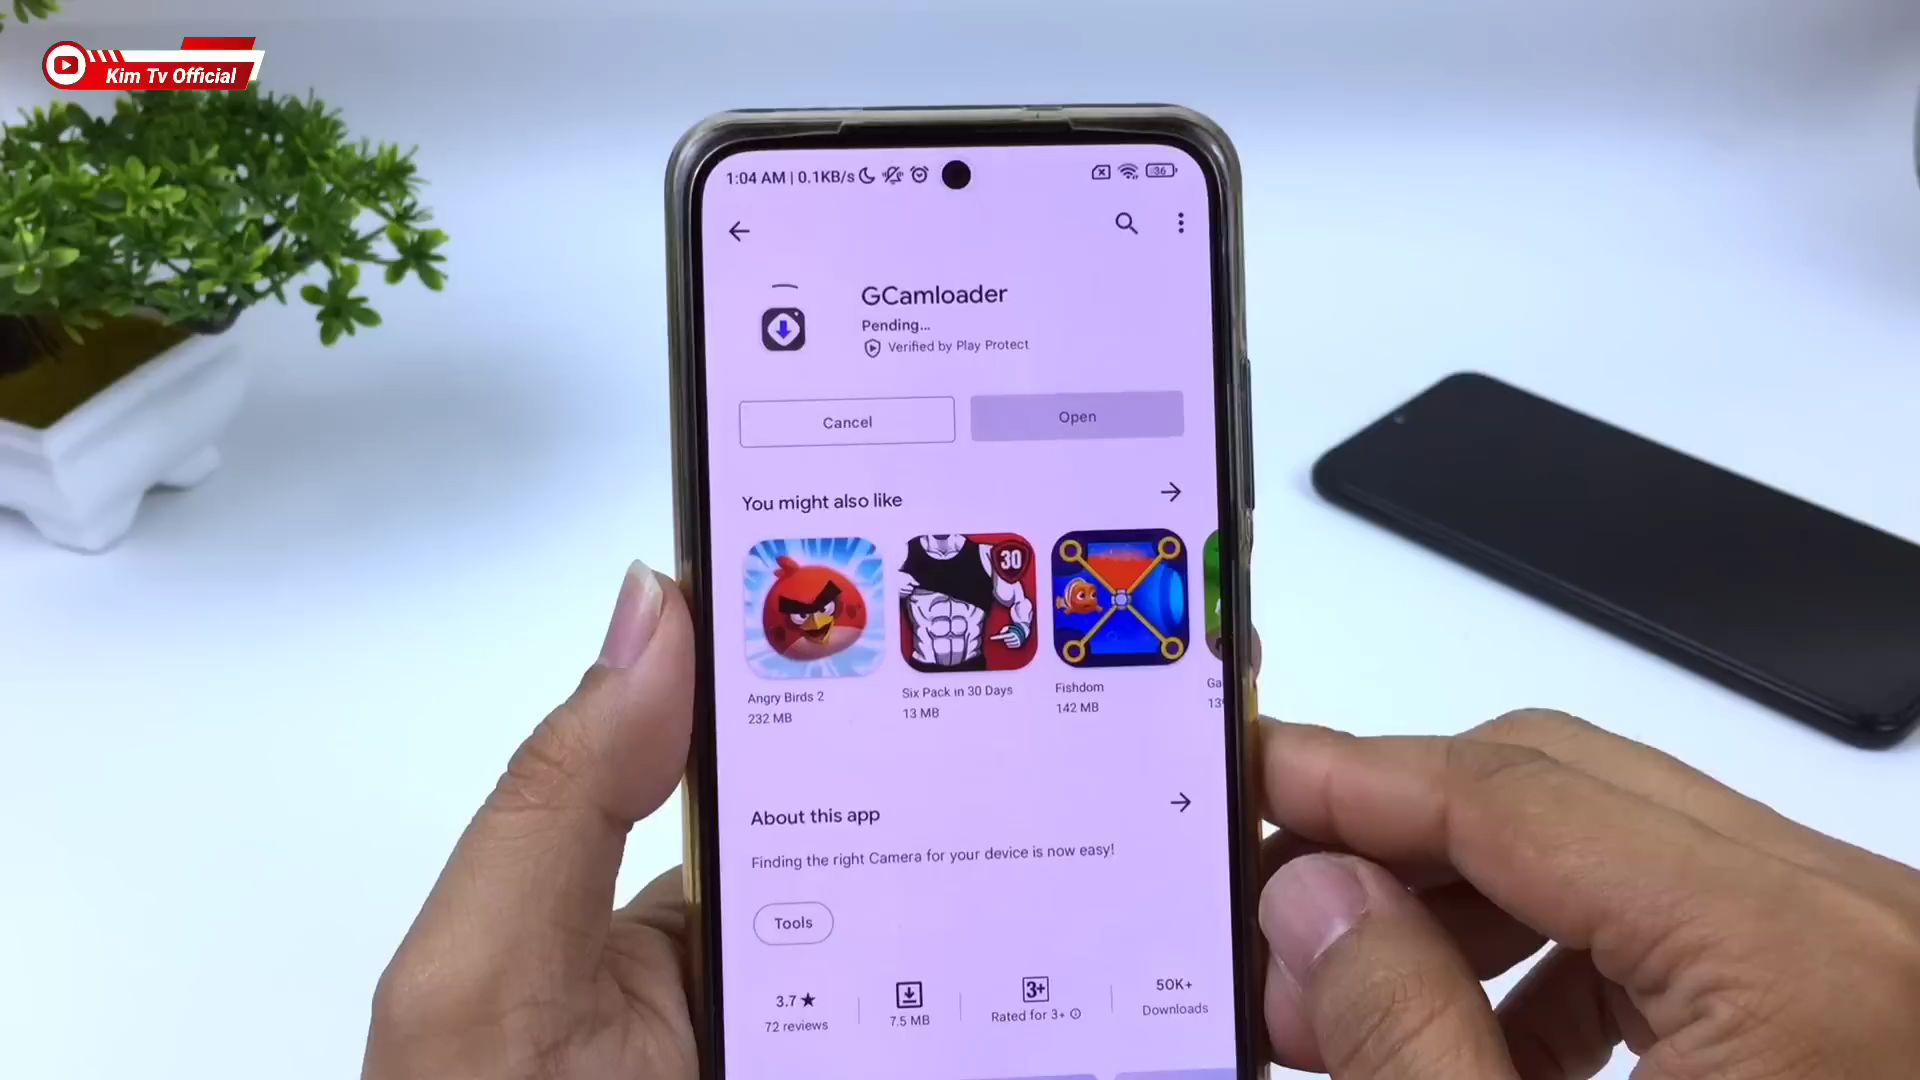 Kim Tv Official
1:04 AM | 0.1KB/s
36
GCamloader
Pending...
Verified by Play Protect
Cancel
Open
You might also like
30
Angry Birds 2
232 MB
Six Pack in 30 Days
13 MB
Fishdom
142 MB
Ga
About this app
Finding the right Camera for your device is now easy!
Tools
3.7★
72 reviews
7.5 MB
3+
Rated for 3+
50K+
Downloads